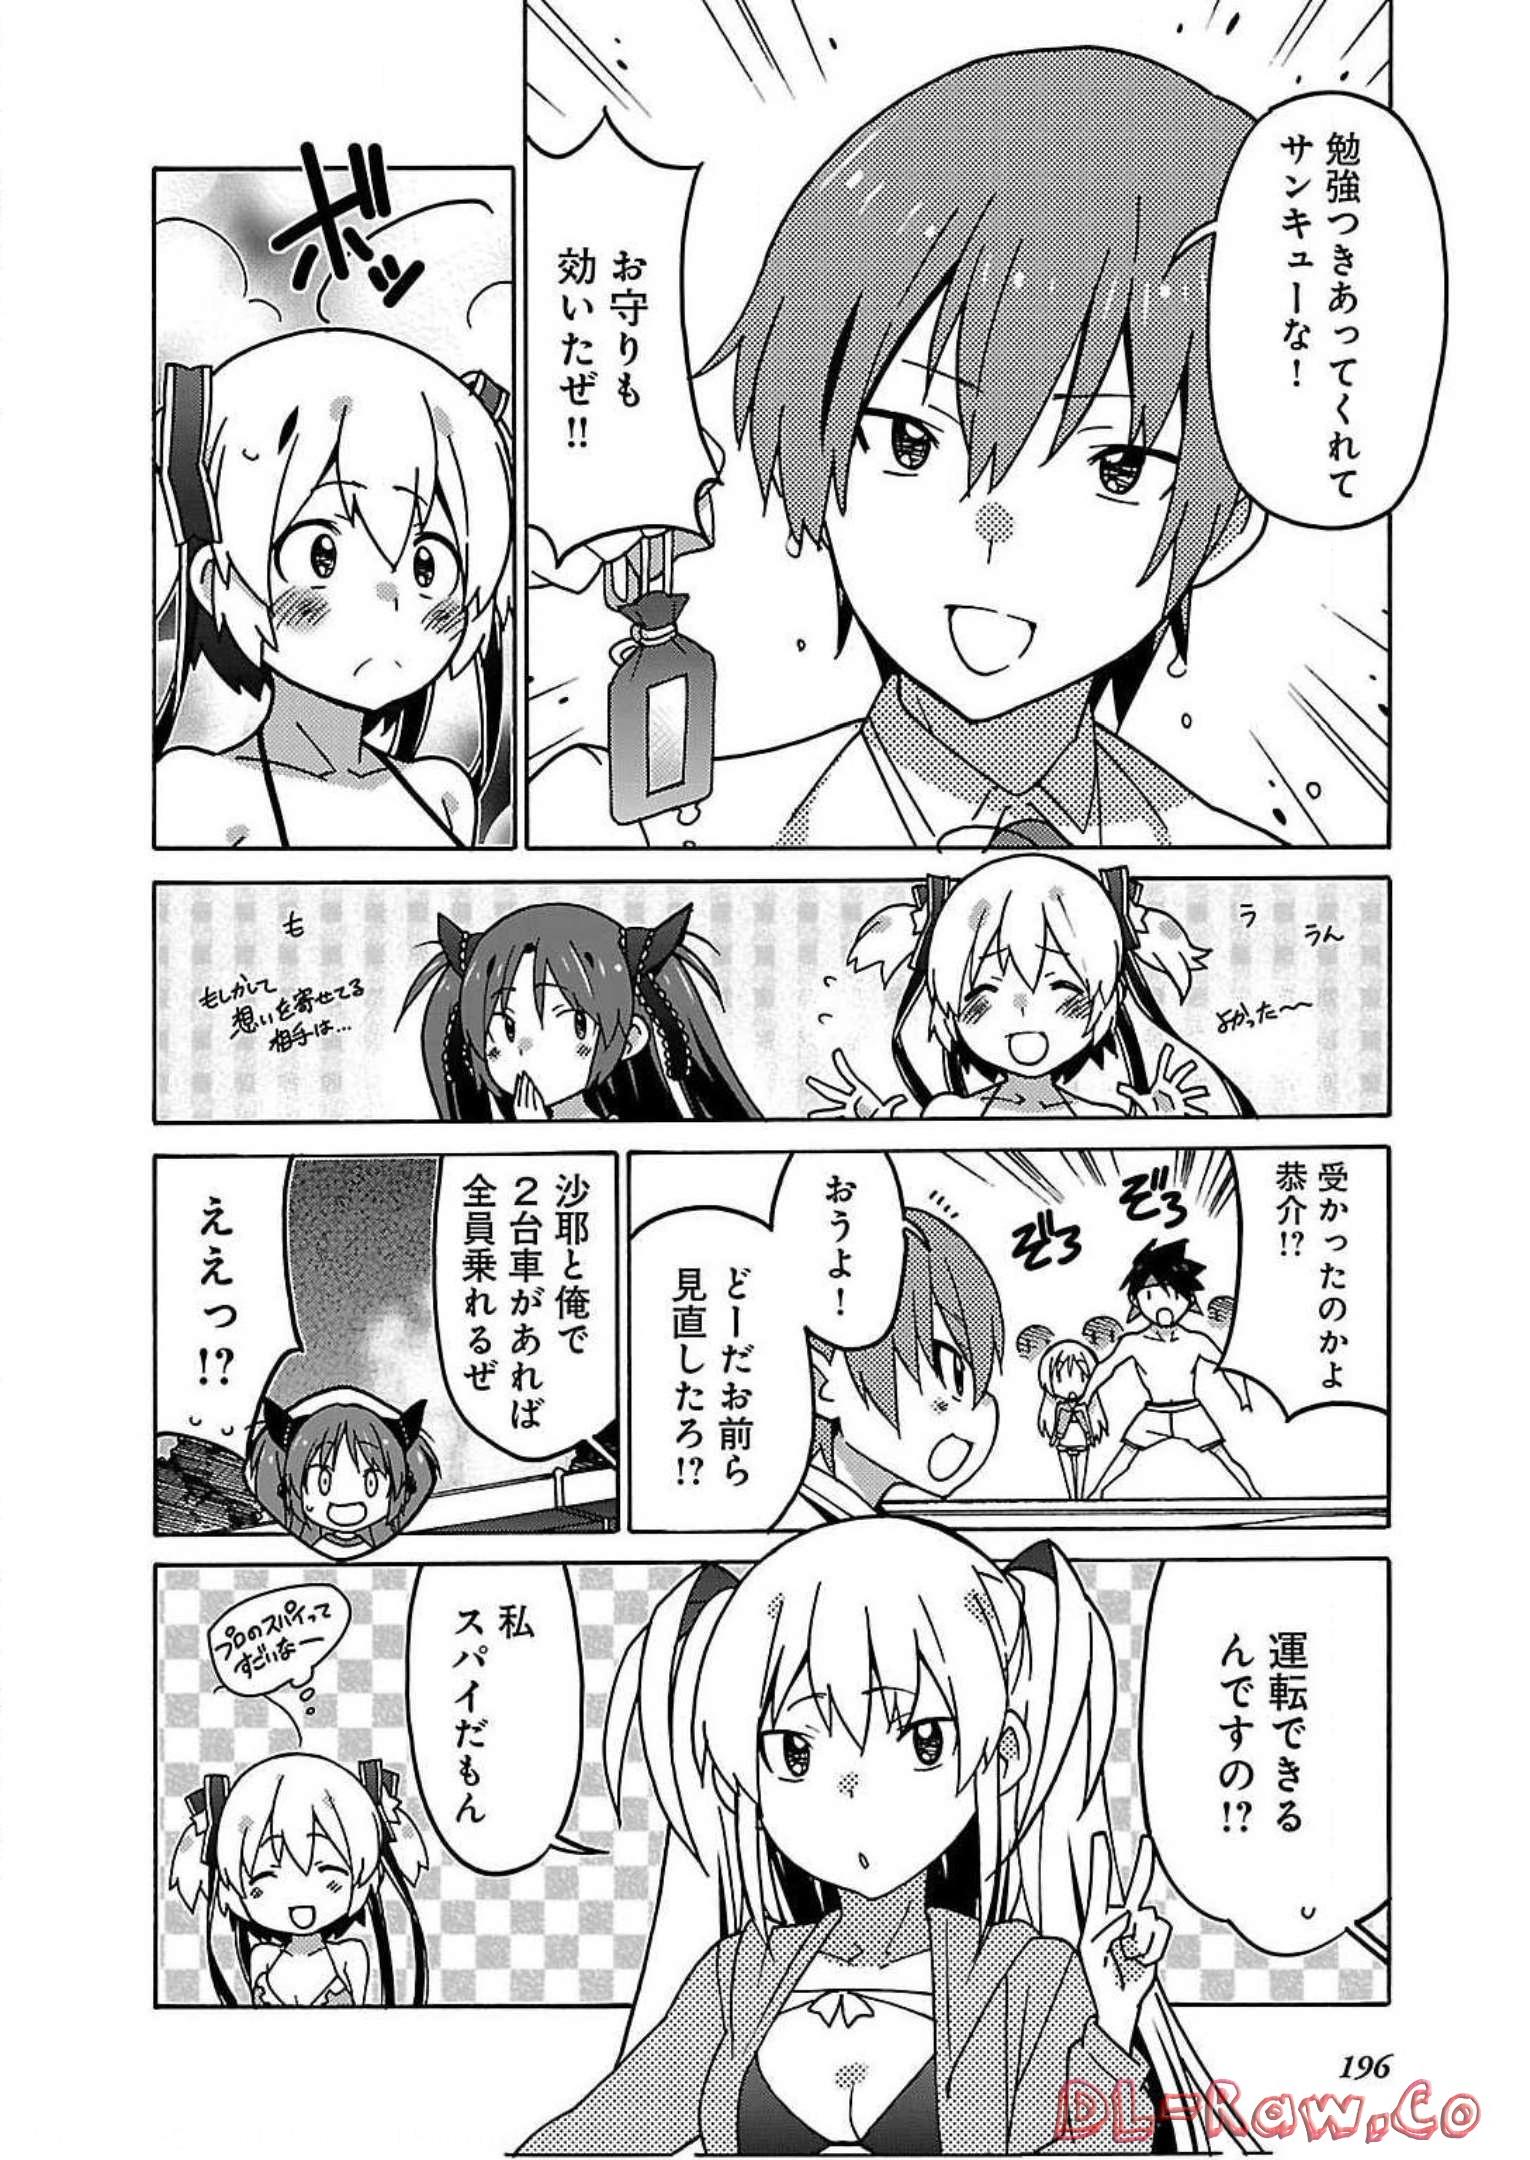 勉強つきあってくれて
サンキューな!
お守りも
効いたぜ!!
ボッ
ラ
うん
よかった〜〜
も
もしかして
想いを寄せてる
相手は…
受かったのかよ
恭介!?
ぞろ
ぞろ
おうよ!
どーだお前ら
見直したろ!?
沙耶と俺で
2台車があれば
全員乗れるぜ
ええっ!?
運転できる
んですの!?
私
スパイだもん
プロのスパイって
すごいなー
196
DL-Raw.Co